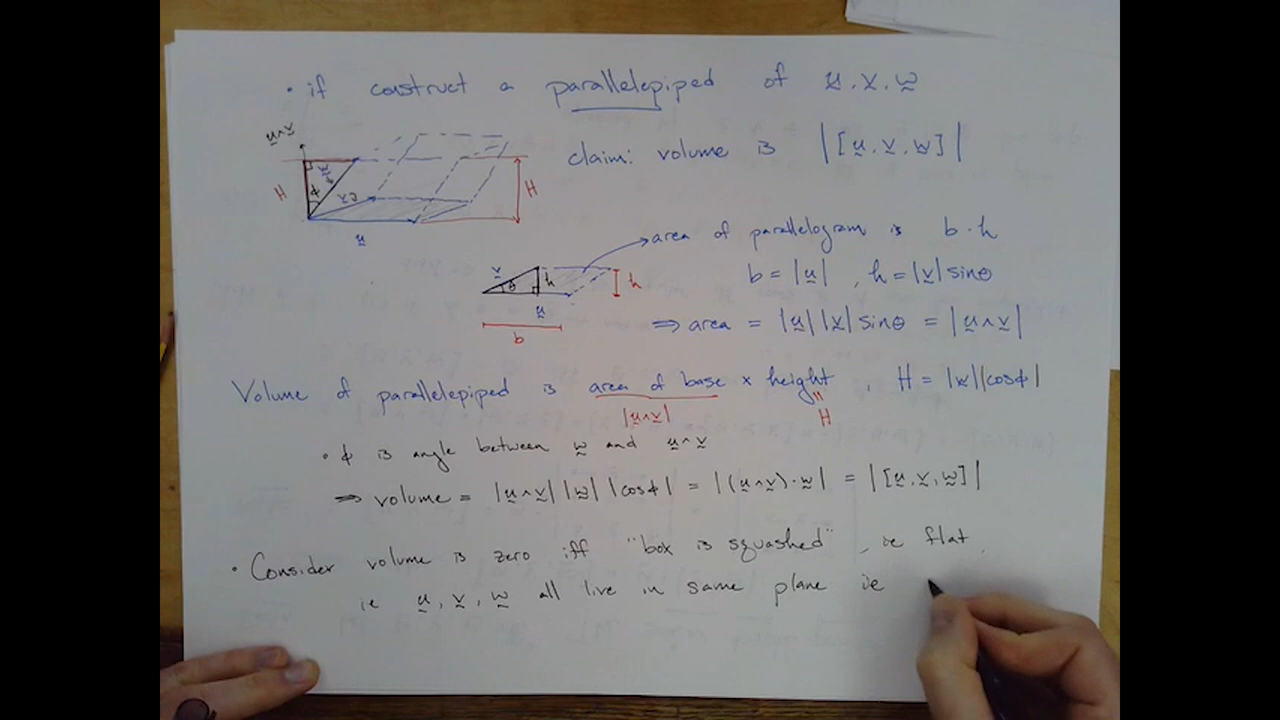 • if construct a parallelepiped of u̲, v̲, w̲
u̲∧v̲
claim: volume is |[u̲, v̲, w̲]|
H
ϕ
w̲
v̲
H
u̲
area of parallelogram is b·h
v̲
θ
h
h
b = |u̲| , h = |v̲| sinθ
u̲
b
⇒ area = |u̲||v̲| sinθ = |u̲∧v̲|
Volume of parallelepiped is area of base × height , H = |w̲||cosϕ|
|u̲∧v̲|
"
H
• ϕ is angle between w̲ and u̲∧v̲
⇒ volume = |u̲∧v̲||w̲||cosϕ| = |(u̲∧v̲)·w̲| = |[u̲, v̲, w̲]|
• Consider volume is zero iff "box is squashed" , ie flat ,
ie u̲, v̲, w̲ all live in same plane ie